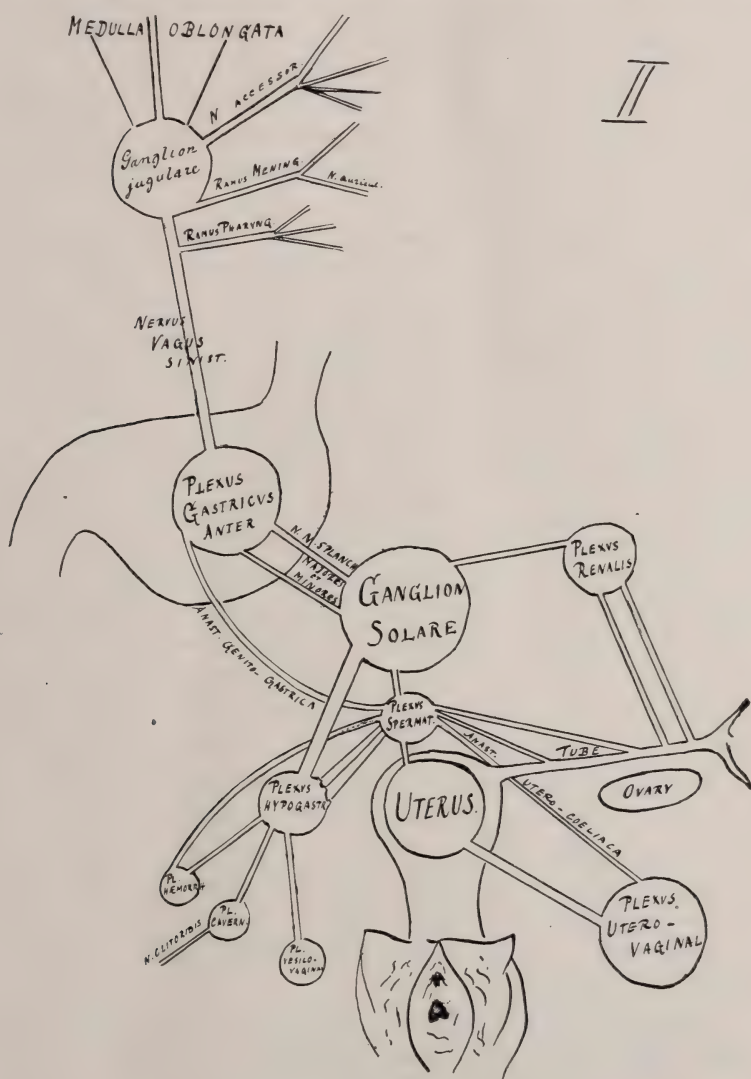 MEDULLA OBLONGATA
II
N ACCESSOR.
Ganglion
jugulare
RAMUS MENING.
N. auricul.
RAMUS PHARYNG.
NERVUS
VAGUS
SINIST.
PLEXUS
GASTRICUS
ANTER
N. N. SPLANCH
MAJORES
ET
MINORES
GANGLION
SOLARE
PLEXUS
RENALIS
ANAST. GENITO-GASTRICA
PLEXUS
SPERMAT.
ANAST.
UTERO-COELIACA
TUBE
OVARY
PLEXUS
HYPOGASTR
UTERUS.
PL.
HÆMORRH
PL.
CAVERN.
N. CLITORIDIS
PL.
VESICO-
VAGINAL
PLEXUS
UTERO-
VAGINAL